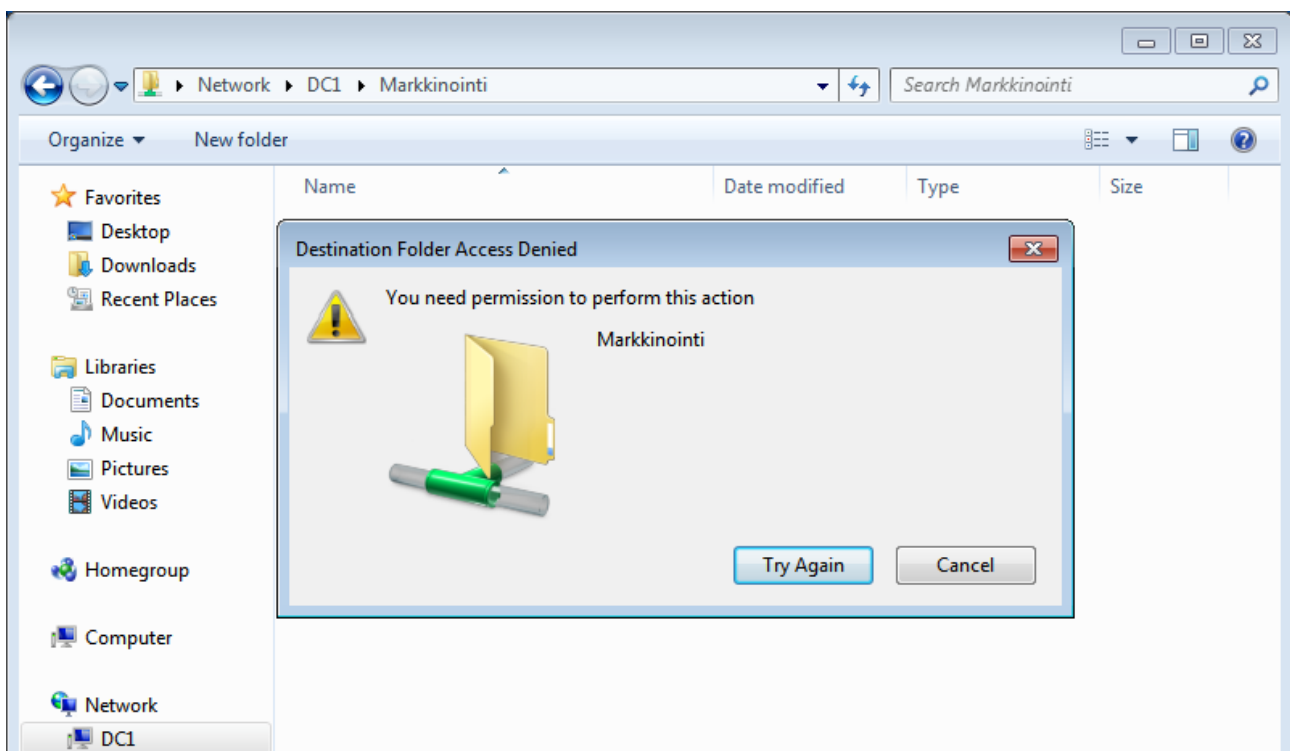 Network ▸ DC1 ▸ Markkinointi
Search Markkinointi
Organize
New folder
Name
Date modified
Type
Size
Favorites
Desktop
Downloads
Recent Places
Libraries
Documents
Music
Pictures
Videos
Homegroup
Computer
Network
DC1
Destination Folder Access Denied
You need permission to perform this action
Markkinointi
Try Again
Cancel